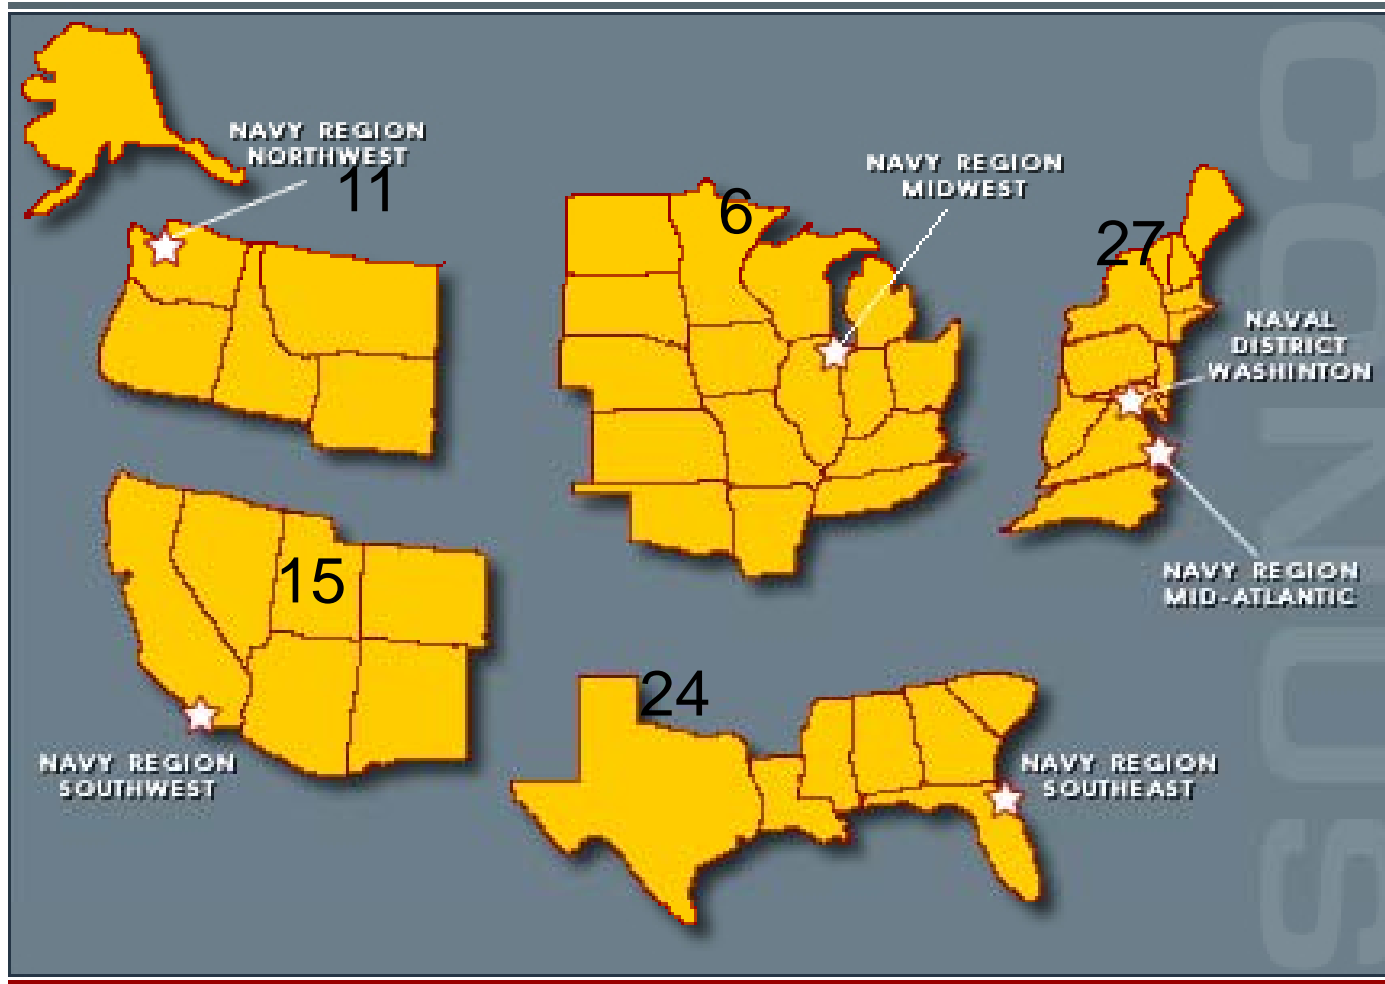 NAVY REGION
NORTHWEST
11
NAVY REGION
MIDWEST
6
27
NAVAL
DISTRICT
WASHINTON
NAVY REGION
MID-ATLANTIC
15
NAVY REGION
SOUTHWEST
24
NAVY REGION
SOUTHEAST
CONUS